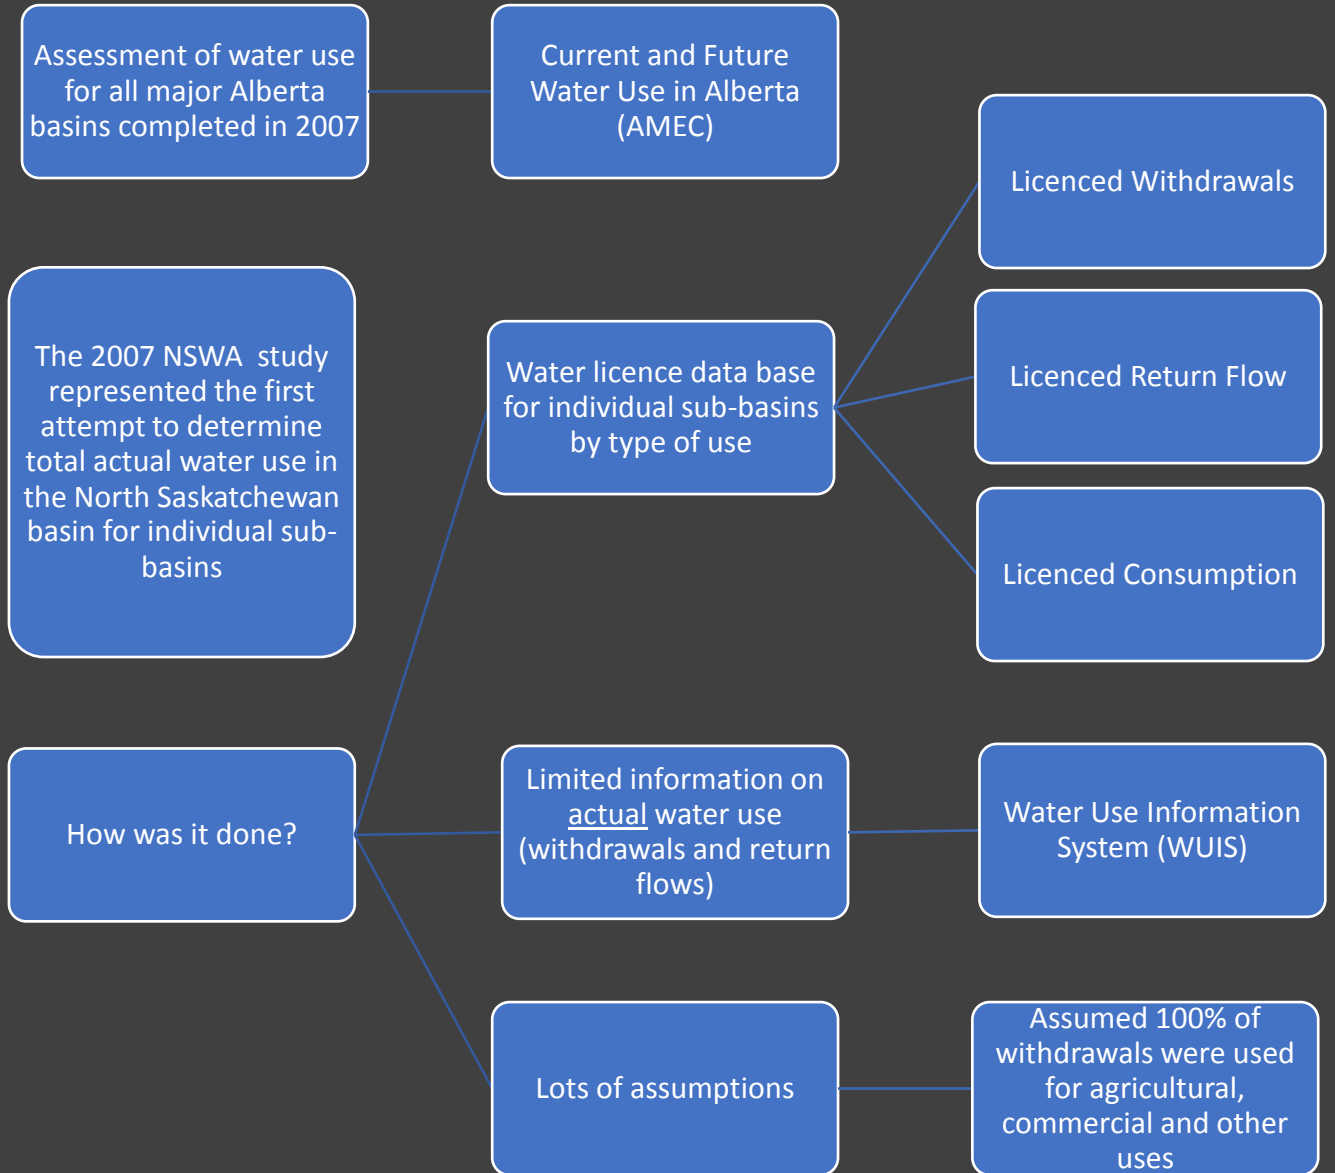 Assessment of water use
for all major Alberta
basins completed in 2007
Current and Future
Water Use in Alberta
(AMEC)
The 2007 NSWA  study
represented the first
attempt to determine
total actual water use in
the North Saskatchewan
basin for individual sub-
basins
How was it done?
Water licence data base
for individual sub-basins
by type of use
Licenced Withdrawals
Licenced Return Flow
Licenced Consumption
Limited information on
actual water use
(withdrawals and return
flows)
Water Use Information
System (WUIS)
Lots of assumptions
Assumed 100% of
withdrawals were used
for agricultural,
commercial and other
uses